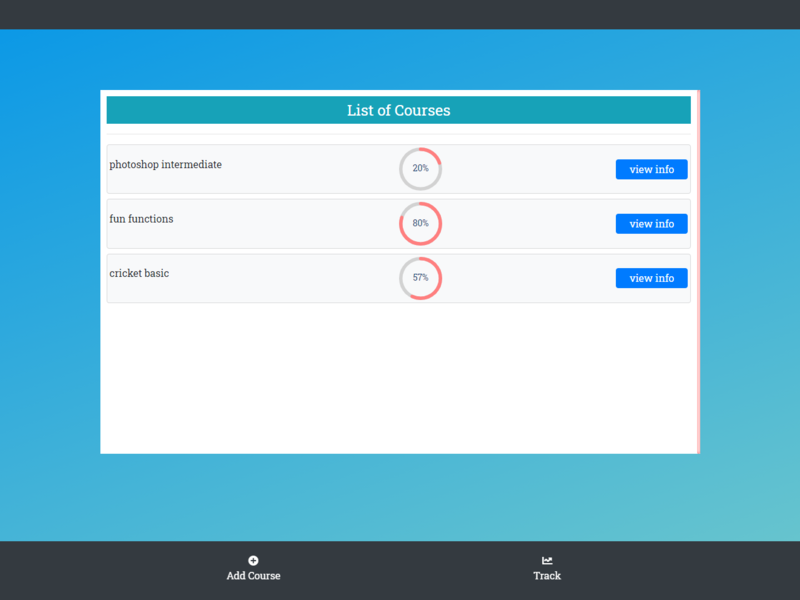 List of Courses
photoshop intermediate
20%
view info
fun functions
80%
view info
cricket basic
57%
view info
Add Course
Track